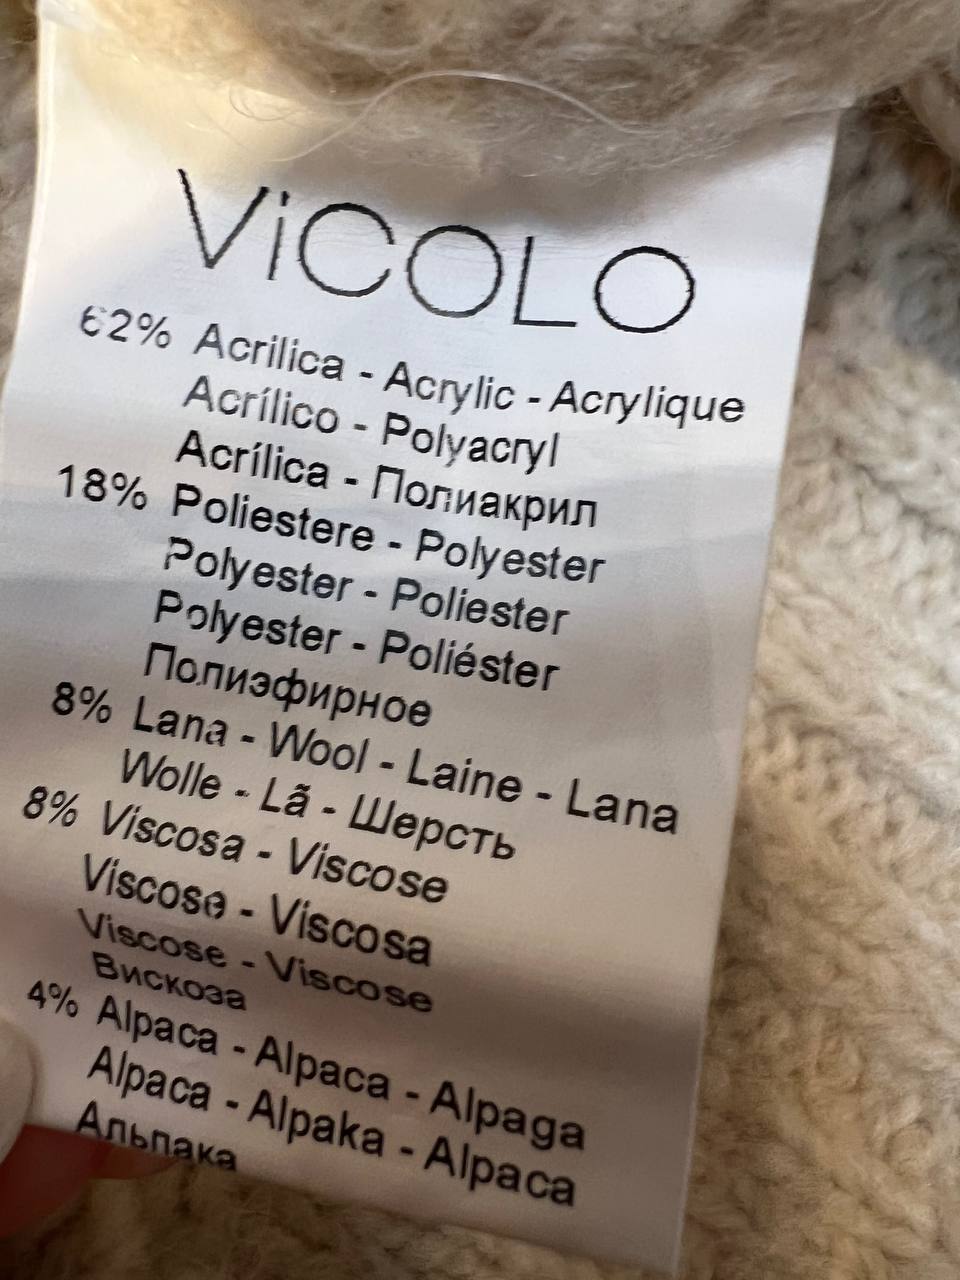 ViCOLO
62% Acrilica - Acrylic - Acrylique
Acrílico - Polyacryl
Acrílica - Полиакрил
18% Poliestere - Polyester
Polyester - Poliester
Polyester - Poliéster
Полиэфирное
8% Lana - Wool - Laine - Lana
Wolle - Lã - Шерсть
8% Viscosa - Viscose
Viscose - Viscosa
Viscose - Viscose
Вискоза
4% Alpaca - Alpaca - Alpaga
Alpaca - Alpaka - Alpaca
Альпака